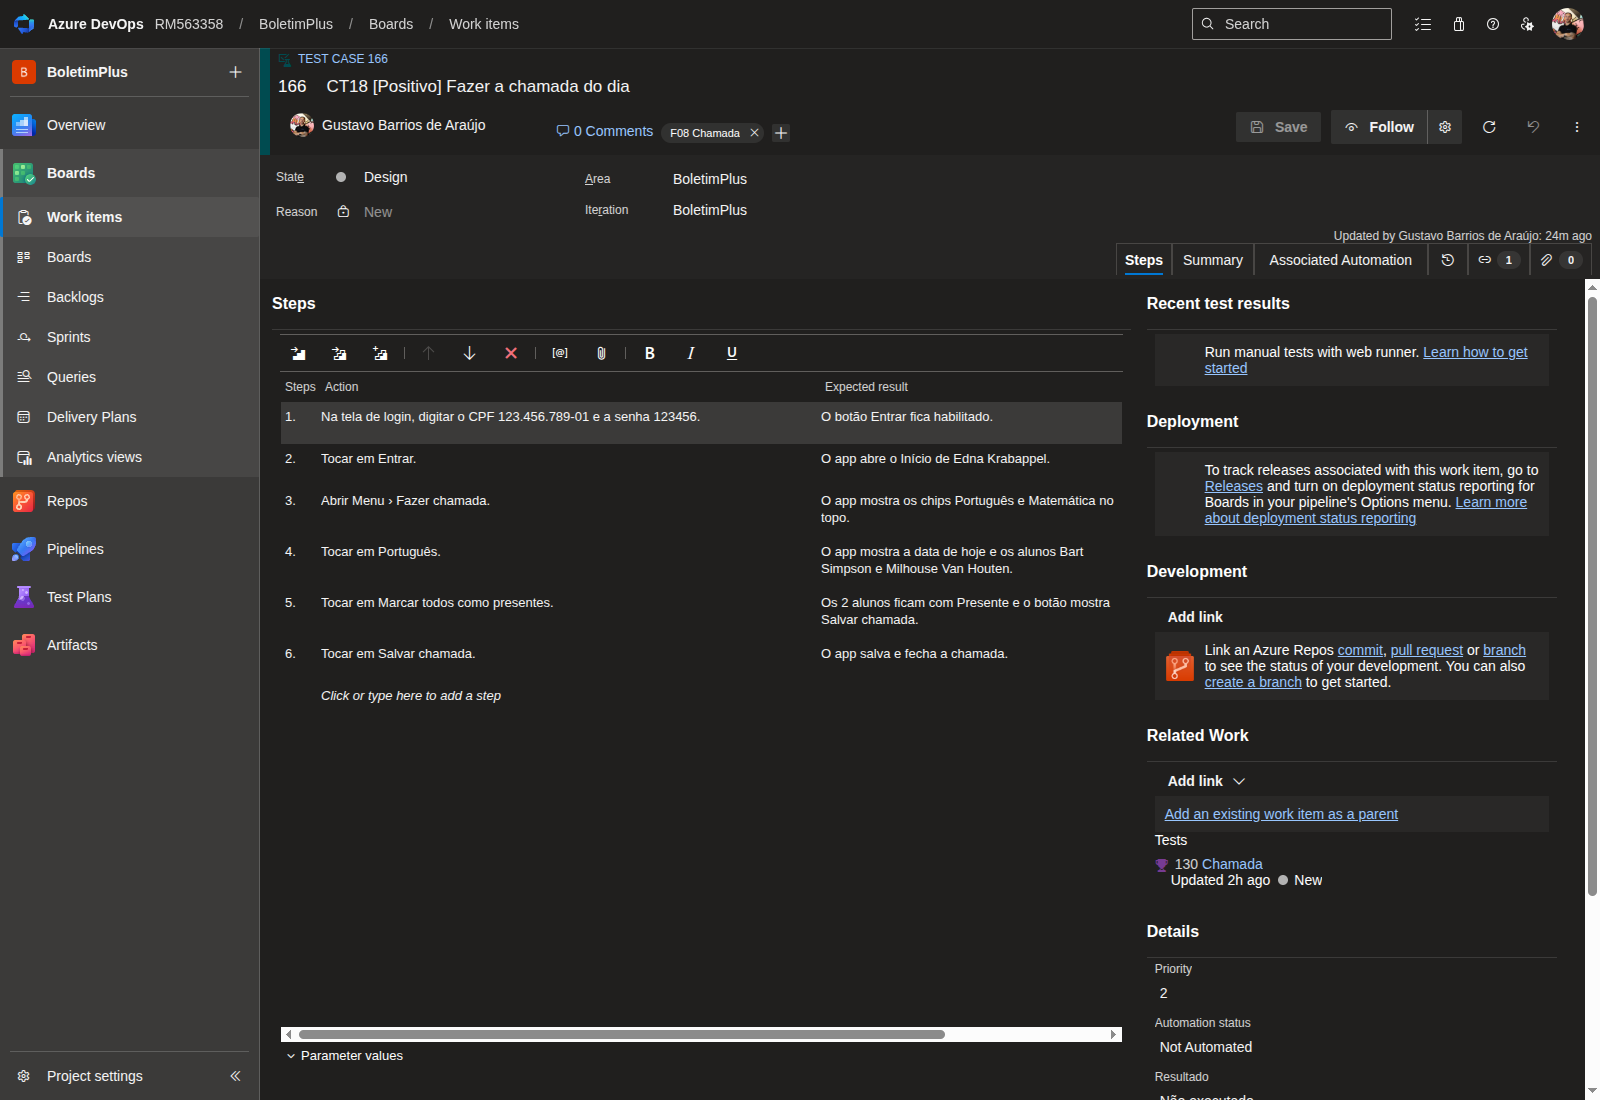 Azure DevOps RM563358 / BoletimPlus / Boards / Work items
Search
B BoletimPlus
Overview
Boards
Work items
Boards
Backlogs
Sprints
Queries
Delivery Plans
Analytics views
Repos
Pipelines
Test Plans
Artifacts
Project settings
TEST CASE 166
166 CT18 [Positivo] Fazer a chamada do dia
Gustavo Barrios de Araújo
0 Comments
F08 Chamada
Save
Follow
State Design
Area BoletimPlus
Reason New
Iteration BoletimPlus
Updated by Gustavo Barrios de Araújo: 24m ago
Steps Summary Associated Automation 1 0
Steps
[@] B I U
Steps Action Expected result
1. Na tela de login, digitar o CPF 123.456.789-01 e a senha 123456. O botão Entrar fica habilitado.
2. Tocar em Entrar. O app abre o Início de Edna Krabappel.
3. Abrir Menu › Fazer chamada. O app mostra os chips Português e Matemática no
topo.
4. Tocar em Português. O app mostra a data de hoje e os alunos Bart
Simpson e Milhouse Van Houten.
5. Tocar em Marcar todos como presentes. Os 2 alunos ficam com Presente e o botão mostra
Salvar chamada.
6. Tocar em Salvar chamada. O app salva e fecha a chamada.
Click or type here to add a step
Parameter values
Recent test results
Run manual tests with web runner. Learn how to get
started
Deployment
To track releases associated with this work item, go to
Releases and turn on deployment status reporting for
Boards in your pipeline's Options menu. Learn more
about deployment status reporting
Development
Add link
Link an Azure Repos commit, pull request or branch
to see the status of your development. You can also
create a branch to get started.
Related Work
Add link
Add an existing work item as a parent
Tests
130 Chamada
Updated 2h ago New
Details
Priority
2
Automation status
Not Automated
Resultado
Não executado